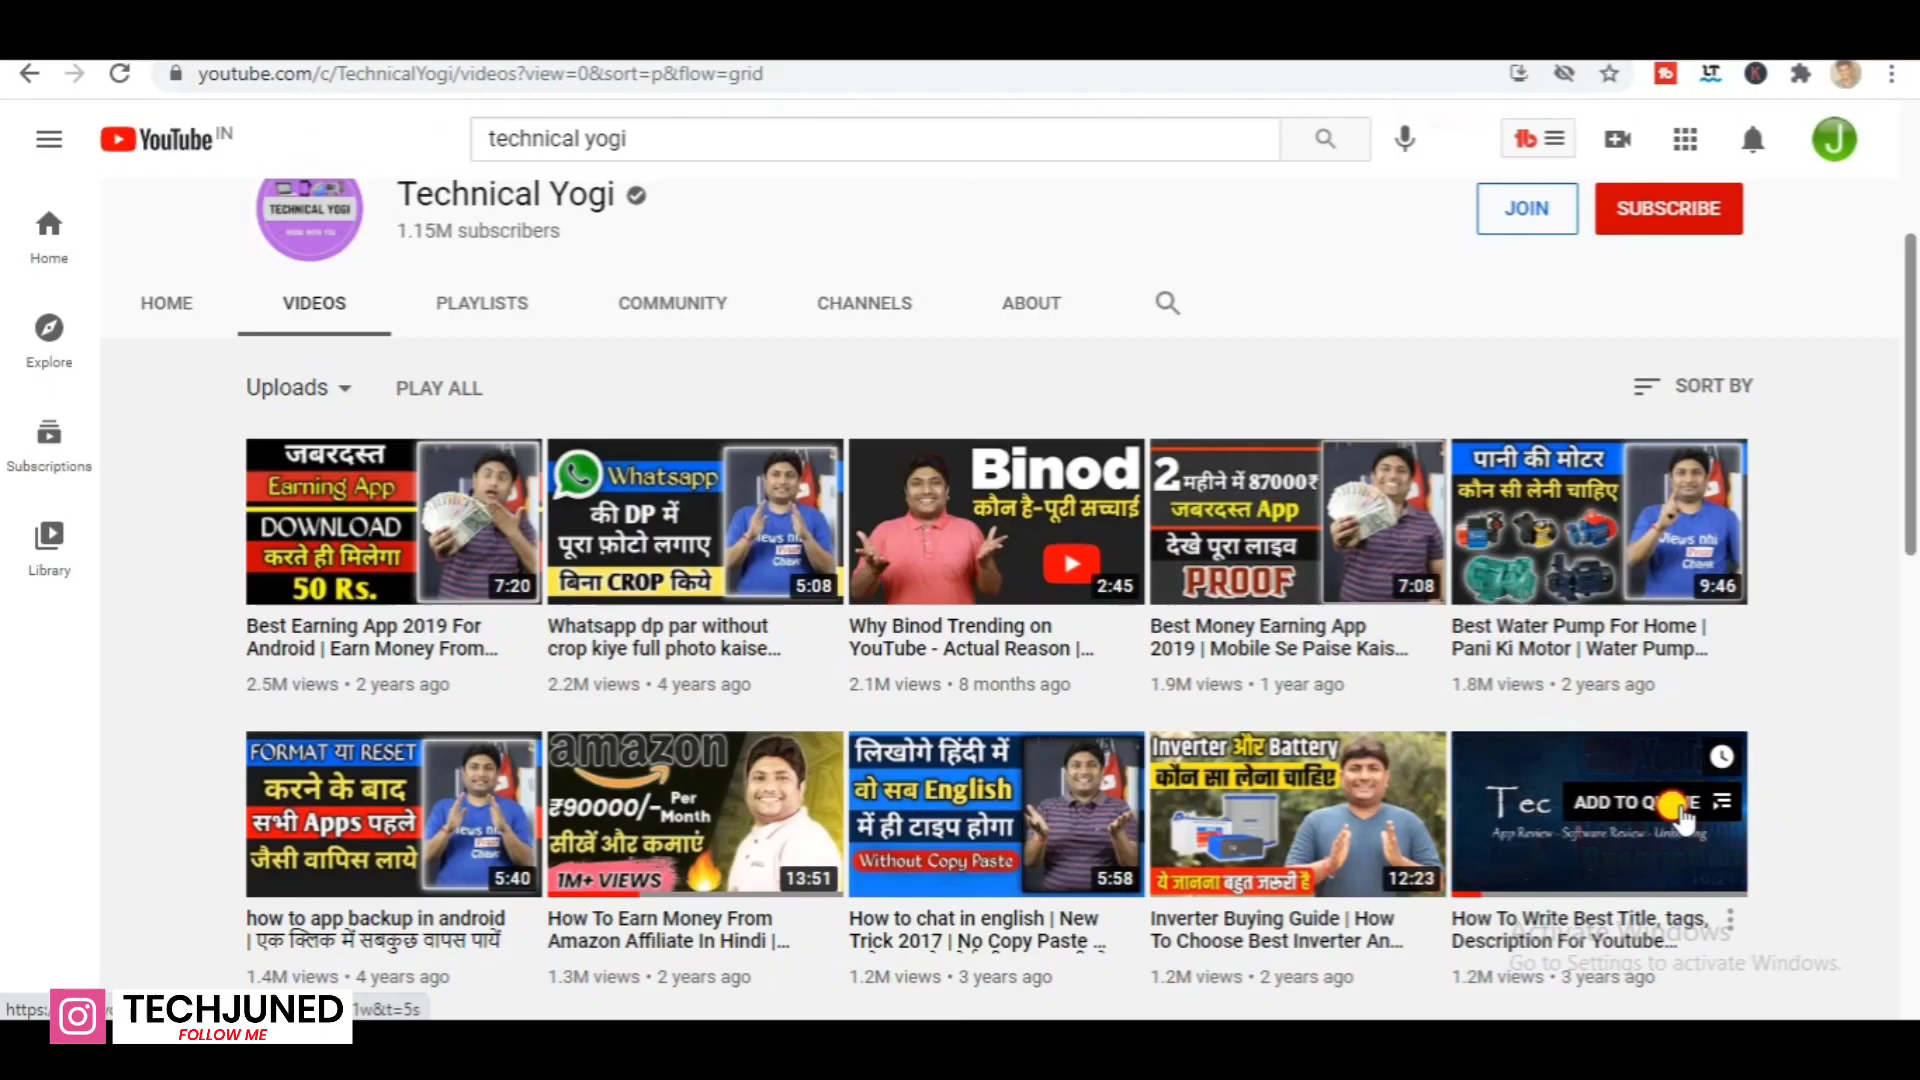 youtube.com/c/TechnicalYogi/videos?view=0&sort=p&flow=grid
YouTube IN
technical yogi
J
TECHNICAL YOGI
Technical Yogi
1.15M subscribers
JOIN
SUBSCRIBE
Home
Explore
Subscriptions
Library
HOME
VIDEOS
PLAYLISTS
COMMUNITY
CHANNELS
ABOUT
Uploads
PLAY ALL
SORT BY
जबरदस्त
Earning App
DOWNLOAD
करते ही मिलेगा
50 Rs.
7:20
Best Earning App 2019 For
Android | Earn Money From...
2.5M views • 2 years ago
Whatsapp
की DP में
पूरा फ़ोटो लगाए
बिना CROP किये
5:08
Whatsapp dp par without
crop kiye full photo kaise...
2.2M views • 4 years ago
Binod
कौन है-पूरी सच्चाई
2:45
Why Binod Trending on
YouTube - Actual Reason |...
2.1M views • 8 months ago
2 महीने में 87000₹
जबरदस्त App
देखे पूरा लाइव
PROOF
7:08
Best Money Earning App
2019 | Mobile Se Paise Kais...
1.9M views • 1 year ago
पानी की मोटर
कौन सी लेनी चाहिए
9:46
Best Water Pump For Home |
Pani Ki Motor | Water Pump...
1.8M views • 2 years ago
FORMAT या RESET
करने के बाद
सभी Apps पहले
जैसी वापिस लाये
5:40
how to app backup in android
| एक क्लिक में सबकुछ वापस पायें
1.4M views • 4 years ago
amazon
₹90000/- Per Month
सीखें और कमाएं
1M+ VIEWS
13:51
How To Earn Money From
Amazon Affiliate In Hindi |...
1.3M views • 2 years ago
लिखोगे हिंदी में
वो सब English
में ही टाइप होगा
Without Copy Paste
5:58
How to chat in english | New
Trick 2017 | No Copy Paste ...
1.2M views • 3 years ago
Inverter और Battery
कौन सा लेना चाहिए
ये जानना बहुत जरूरी है
12:23
Inverter Buying Guide | How
To Choose Best Inverter An...
1.2M views • 2 years ago
Tec
ADD TO Q
App Review - Software Review -
How To Write Best Title, tags,
Description For Youtube...
1.2M views • 3 years ago
Activate Windows
Go to Settings to activate Windows.
https:
1w&t=5s
TECHJUNED
FOLLOW ME